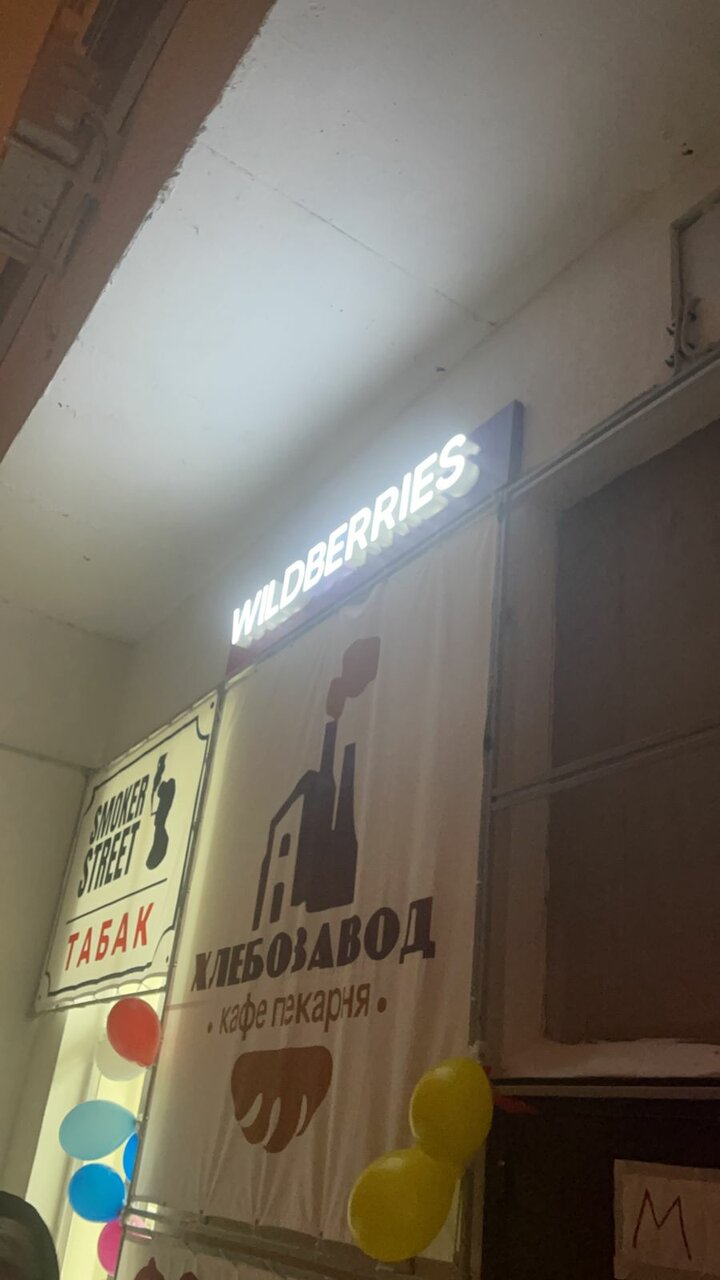 WILDBERRIES
SMOKER
STREET
ТАБАК
ХЛЕБОЗАВОД
• кафе пекарня •
М